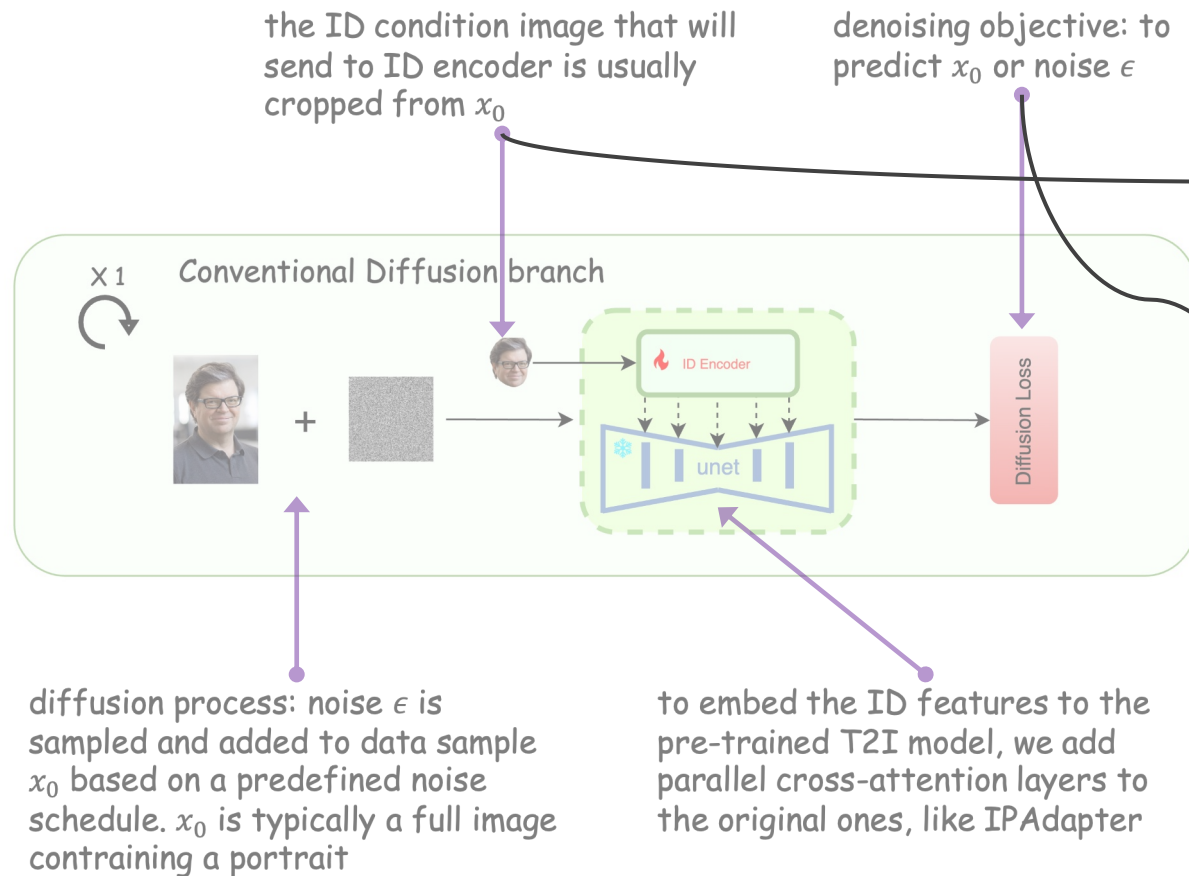 the ID condition image that will
send to ID encoder is usually
cropped from x₀
denoising objective: to
predict x₀ or noise ϵ
X 1
Conventional Diffusion branch
ID Encoder
unet
Diffusion Loss
+
diffusion process: noise ϵ is
sampled and added to data sample
x₀ based on a predefined noise
schedule. x₀ is typically a full image
contraining a portrait
to embed the ID features to the
pre-trained T2I model, we add
parallel cross-attention layers to
the original ones, like IPAdapter